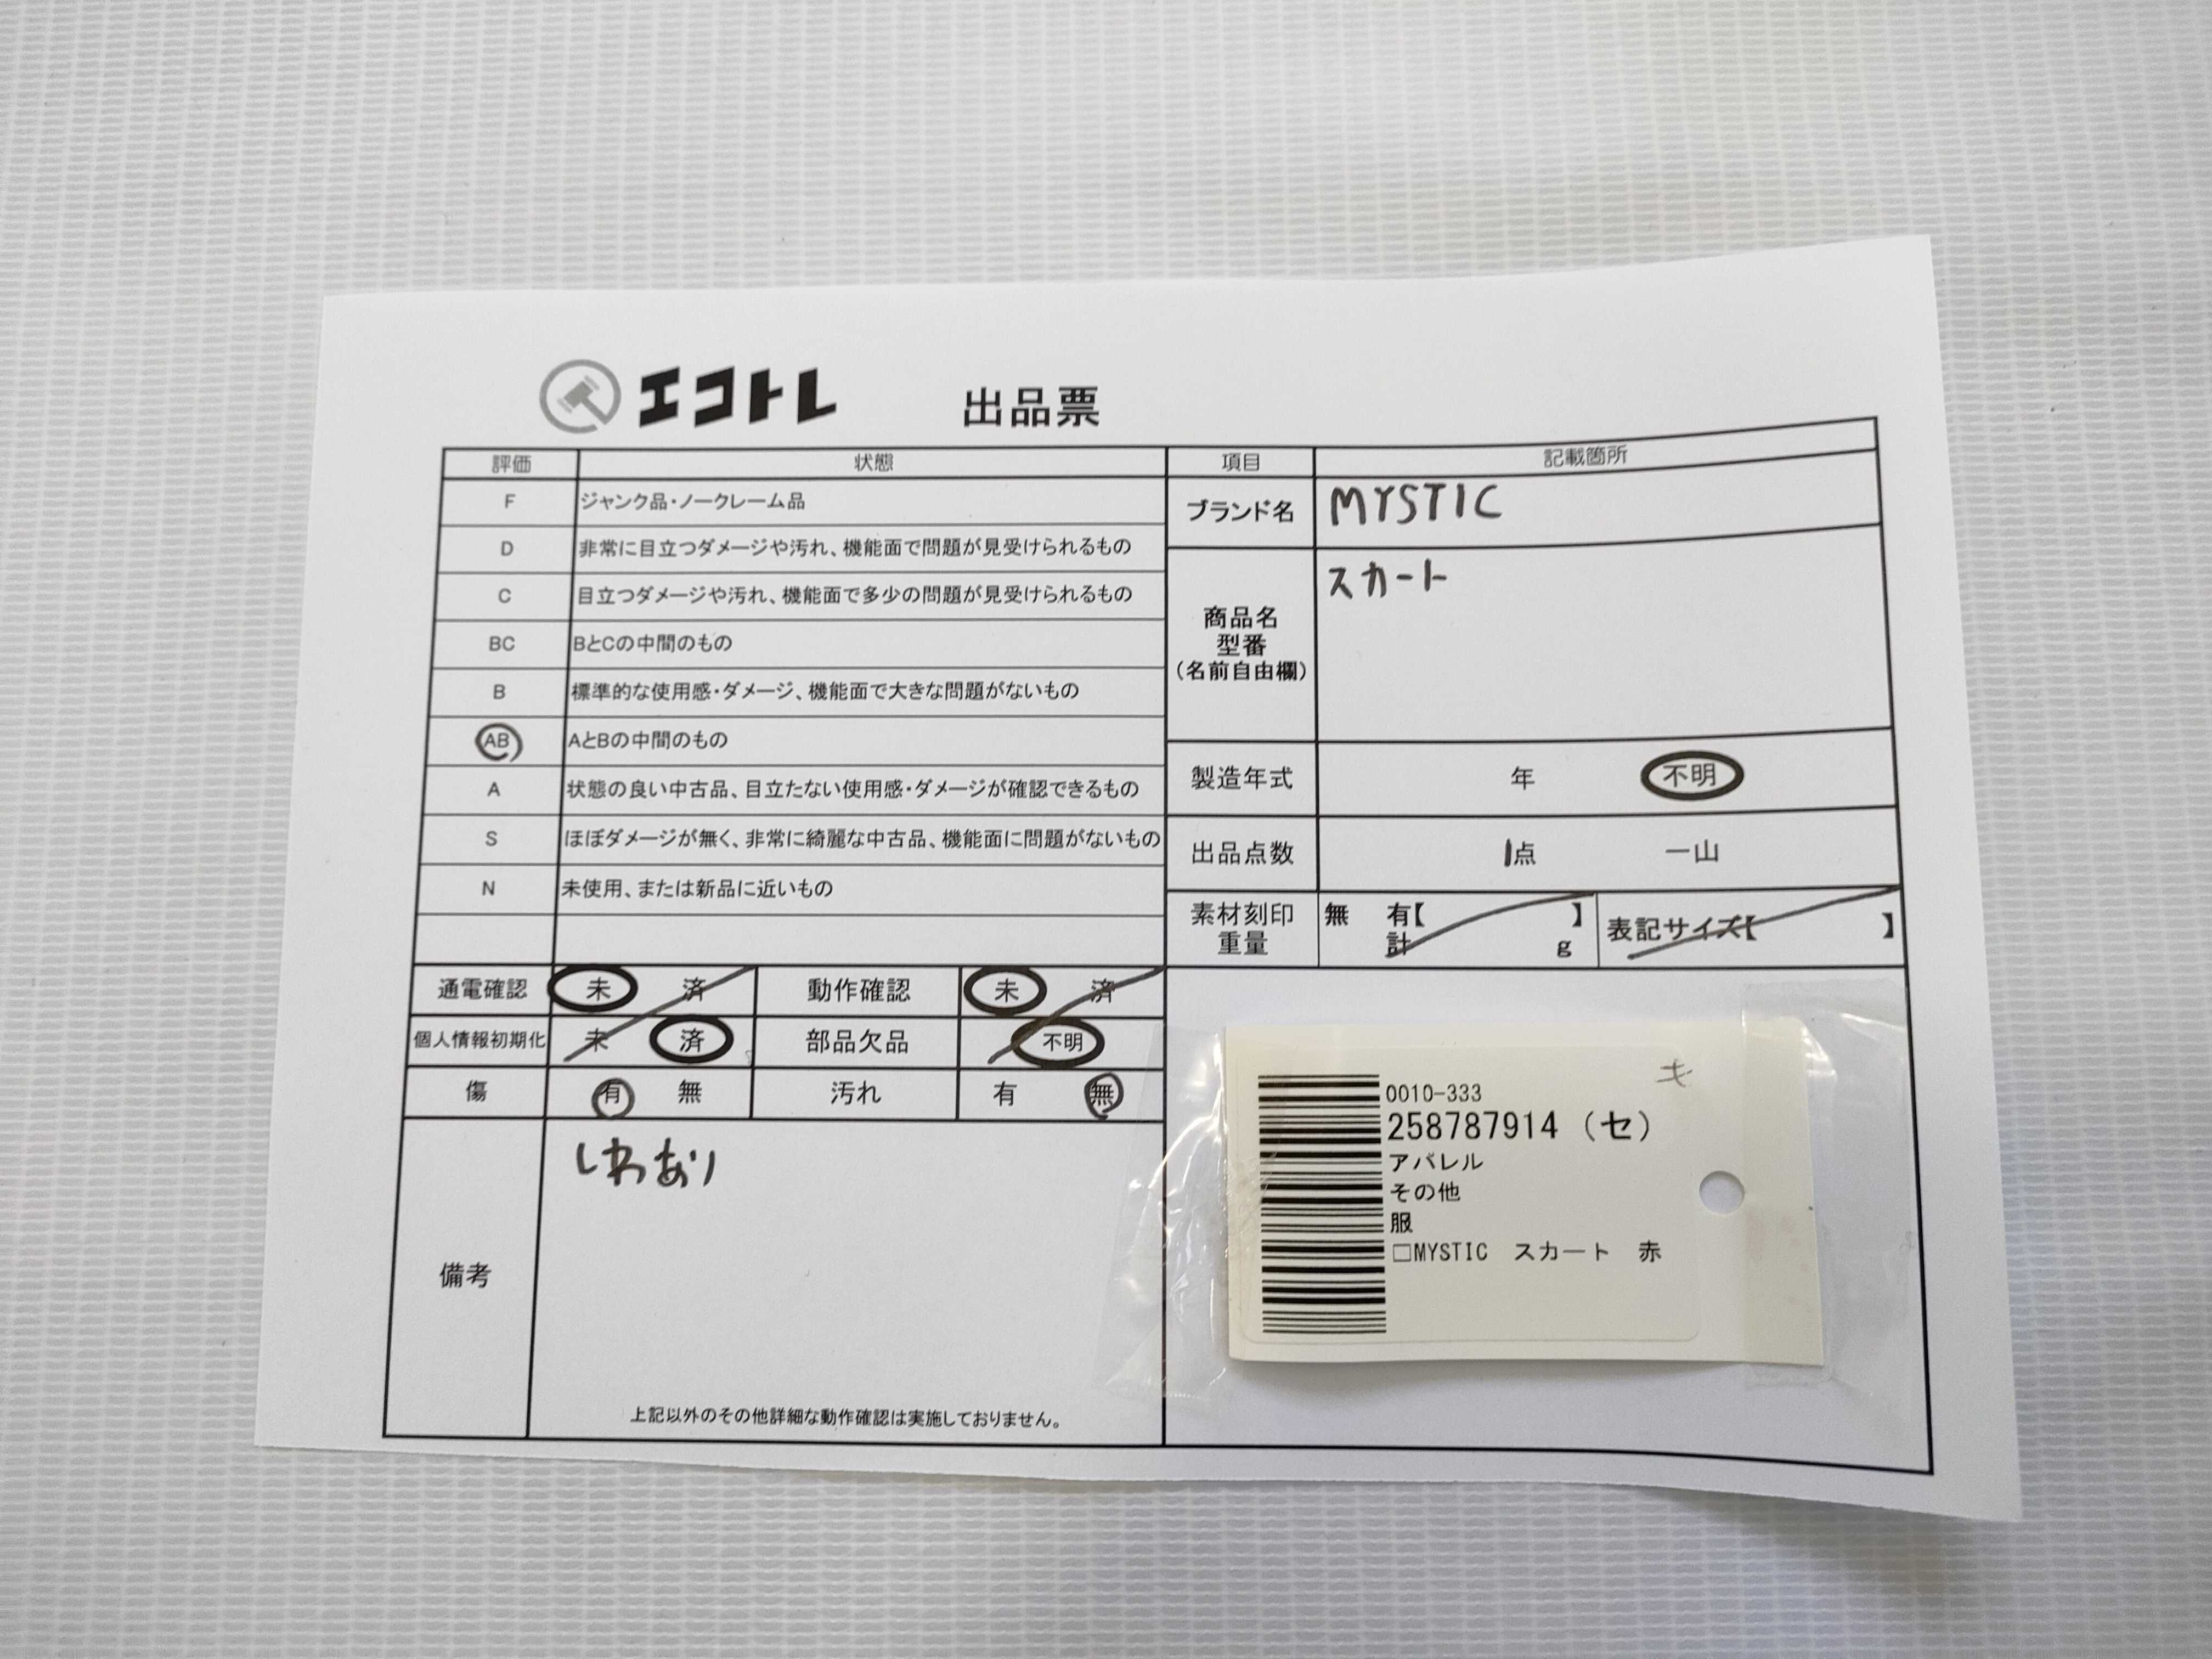 エコトレ 出品票
評価 状態
F ジャンク品・ノークレーム品
D 非常に目立つダメージや汚れ、機能面で問題が見受けられるもの
C 目立つダメージや汚れ、機能面で多少の問題が見受けられるもの
BC BとCの中間のもの
B 標準的な使用感・ダメージ、機能面で大きな問題がないもの
AB AとBの中間のもの
A 状態の良い中古品、目立たない使用感・ダメージが確認できるもの
S ほぼダメージが無く、非常に綺麗な中古品、機能面に問題がないもの
N 未使用、または新品に近いもの
項目 記載箇所
ブランド名 MYSTIC
商品名
型番
(名前自由欄)
スカート
製造年式 年 不明
出品点数 1点 一山
素材刻印
重量
無 有【 】
計 g
表記サイズ【 】
通電確認 未 済 動作確認 未 済
個人情報初期化 未 済 部品欠品 不明
傷 有 無 汚れ 有 無
備考
しわあり
上記以外のその他詳細な動作確認は実施しておりません。
0010-333
258787914 (セ)
アパレル
その他
服
□MYSTIC スカート 赤